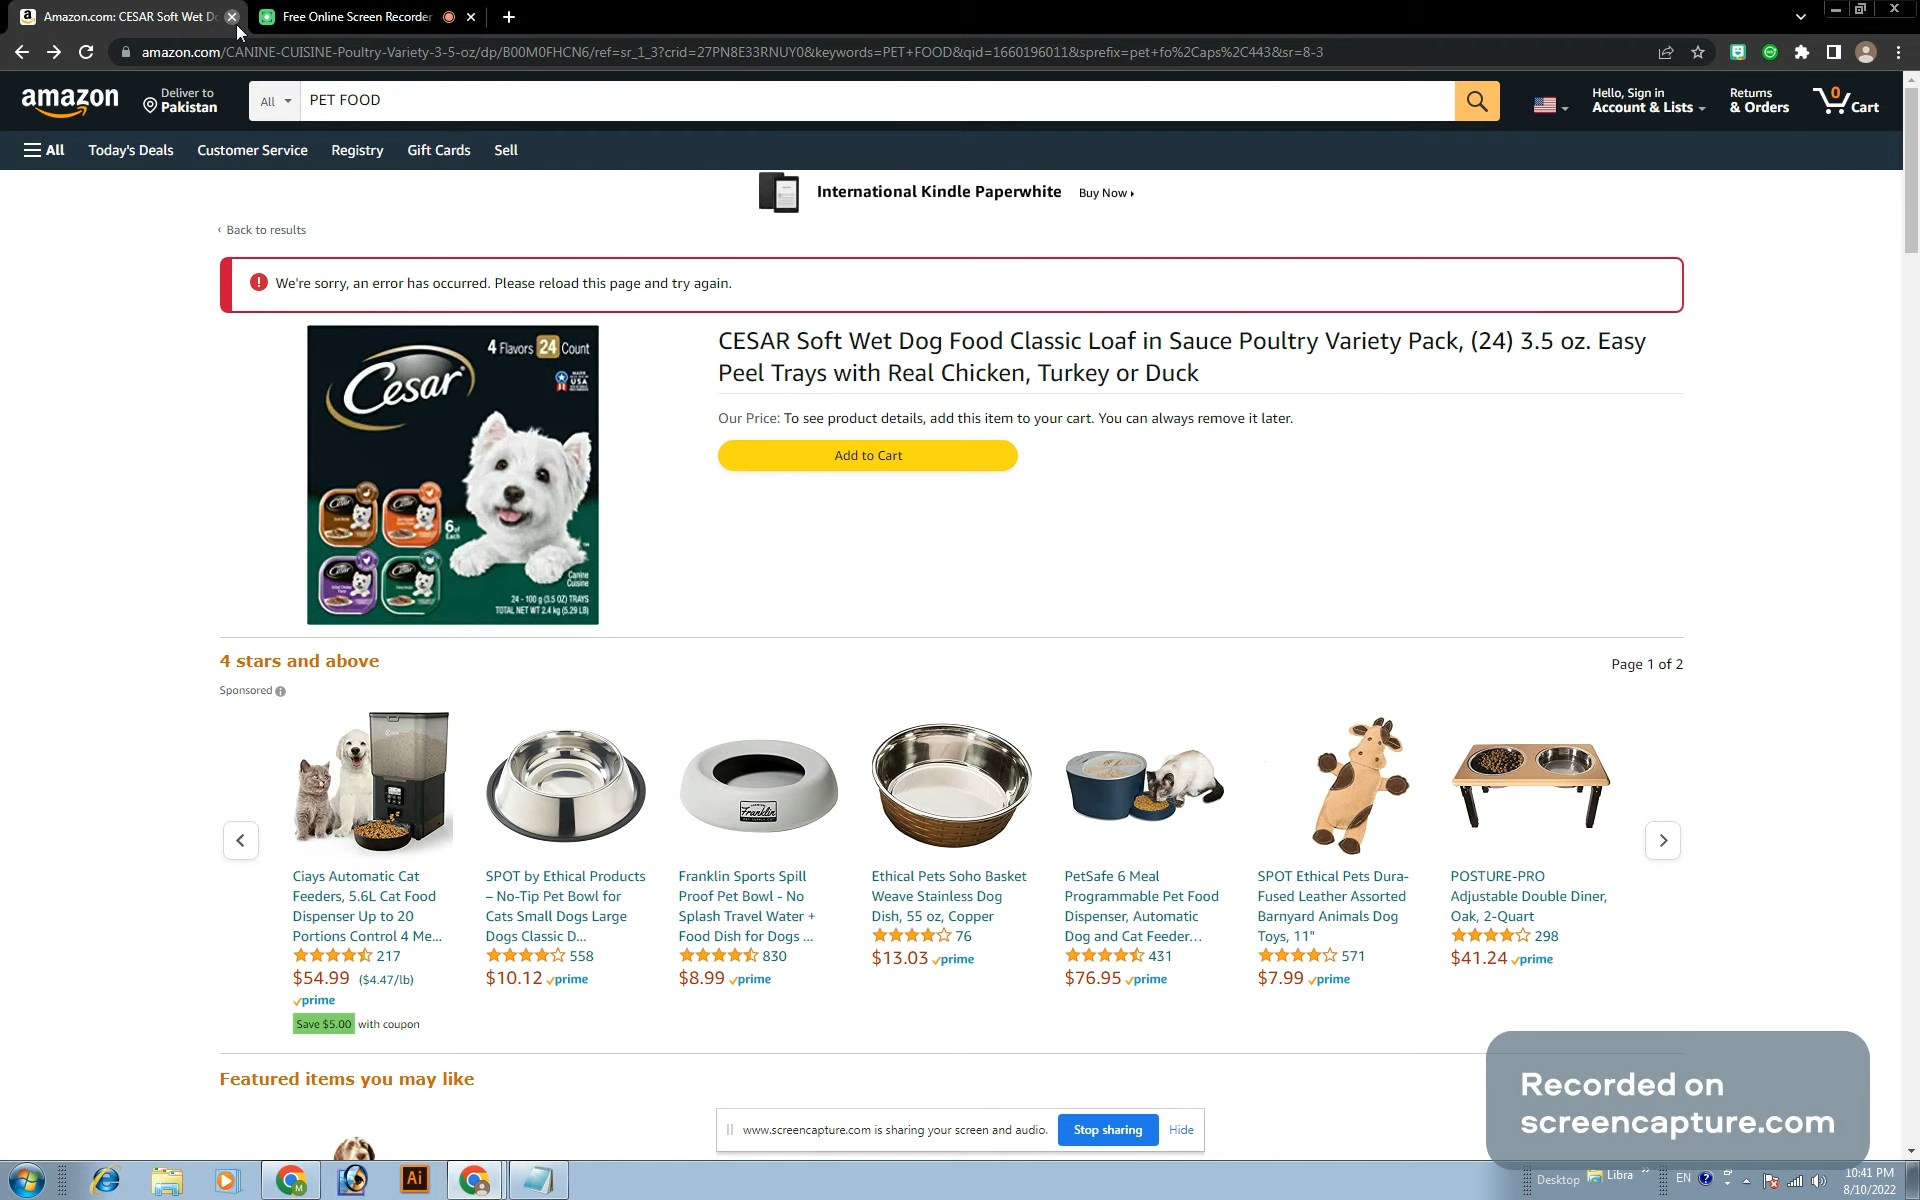 Amazon.com: CESAR Soft Wet Do
Free Online Screen Recorder
amazon.com/CANINE-CUISINE-Poultry-Variety-3-5-oz/dp/B00M0FHCN6/ref=sr_1_3?crid=27PN8E33RNUY0&keywords=PET+FOOD&qid=1660196011&sprefix=pet+fo%2Caps%2C443&sr=8-3
amazon
Deliver to
Pakistan
All
PET FOOD
Hello, Sign in
Account & Lists
Returns
& Orders
0
Cart
All
Today's Deals
Customer Service
Registry
Gift Cards
Sell
International Kindle Paperwhite
Buy Now
‹ Back to results
We're sorry, an error has occurred. Please reload this page and try again.
4 Flavors 24 Count
MADE
USA
Cesar
6 of
Each
Canine
Cuisine
24 - 100 g (3.5 OZ) TRAYS
TOTAL NET WT 2.4 kg (5.29 LB)
CESAR Soft Wet Dog Food Classic Loaf in Sauce Poultry Variety Pack, (24) 3.5 oz. Easy
Peel Trays with Real Chicken, Turkey or Duck
Our Price: To see product details, add this item to your cart. You can always remove it later.
Add to Cart
4 stars and above
Page 1 of 2
Sponsored
Franklin
Ciays Automatic Cat
Feeders, 5.6L Cat Food
Dispenser Up to 20
Portions Control 4 Me...
217
$54.99 ($4.47/lb)
prime
Save $5.00 with coupon
SPOT by Ethical Products
– No-Tip Pet Bowl for
Cats Small Dogs Large
Dogs Classic D...
558
$10.12 prime
Franklin Sports Spill
Proof Pet Bowl - No
Splash Travel Water +
Food Dish for Dogs ...
830
$8.99 prime
Ethical Pets Soho Basket
Weave Stainless Dog
Dish, 55 oz, Copper
76
$13.03 prime
PetSafe 6 Meal
Programmable Pet Food
Dispenser, Automatic
Dog and Cat Feeder...
431
$76.95 prime
SPOT Ethical Pets Dura-
Fused Leather Assorted
Barnyard Animals Dog
Toys, 11"
571
$7.99 prime
POSTURE-PRO
Adjustable Double Diner,
Oak, 2-Quart
298
$41.24 prime
Featured items you may like
Recorded on
screencapture.com
www.screencapture.com is sharing your screen and audio.
Stop sharing
Hide
Ai
Desktop
Libra
EN
10:41 PM
8/10/2022